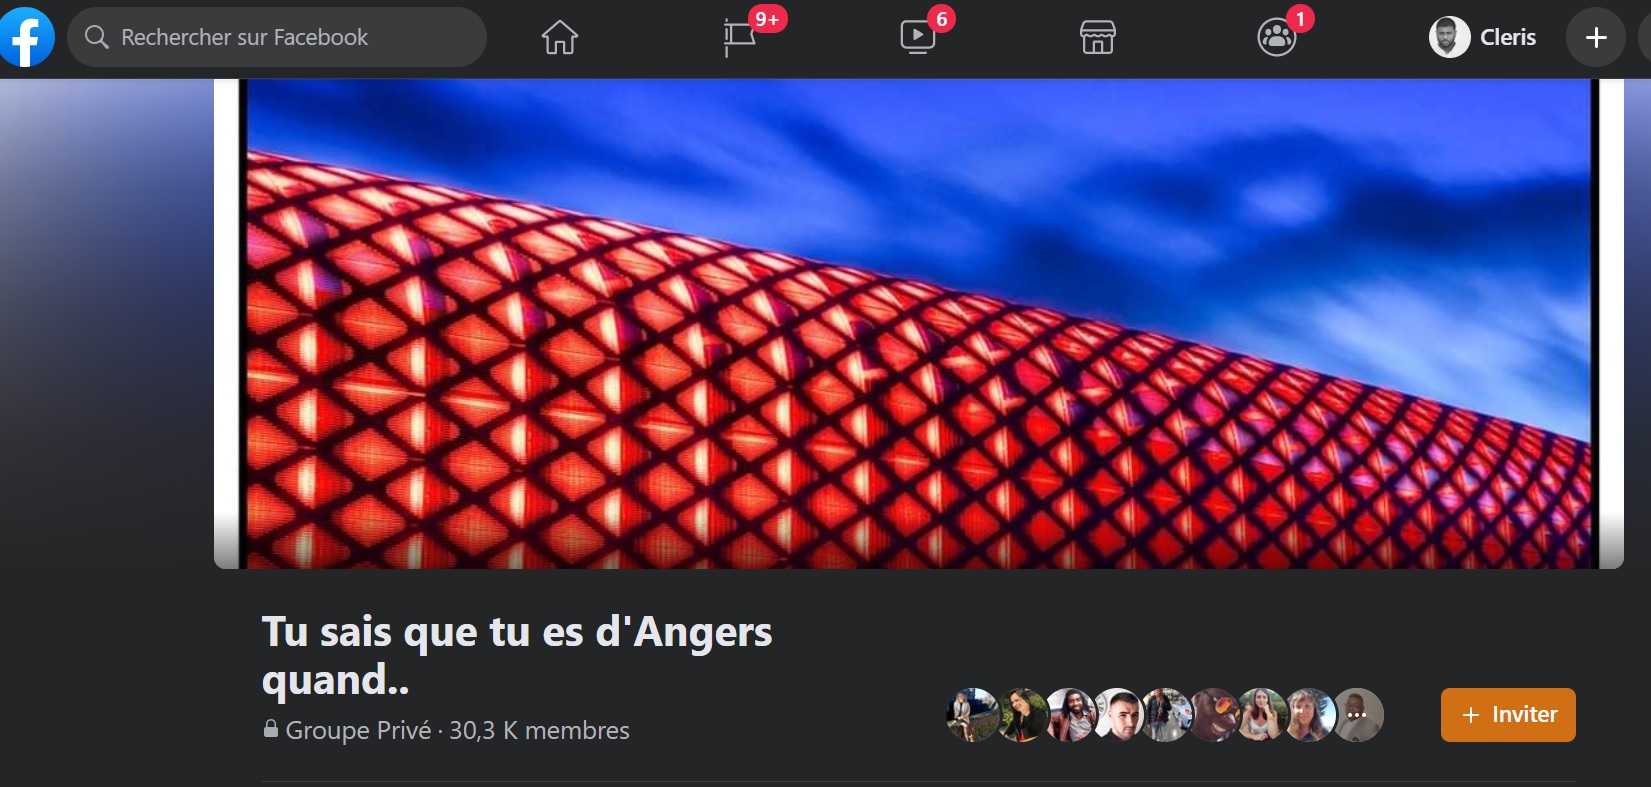 Rechercher sur Facebook
9+
6
1
Cleris
Tu sais que tu es d'Angers
quand..
Groupe Privé · 30,3 K membres
+ Inviter